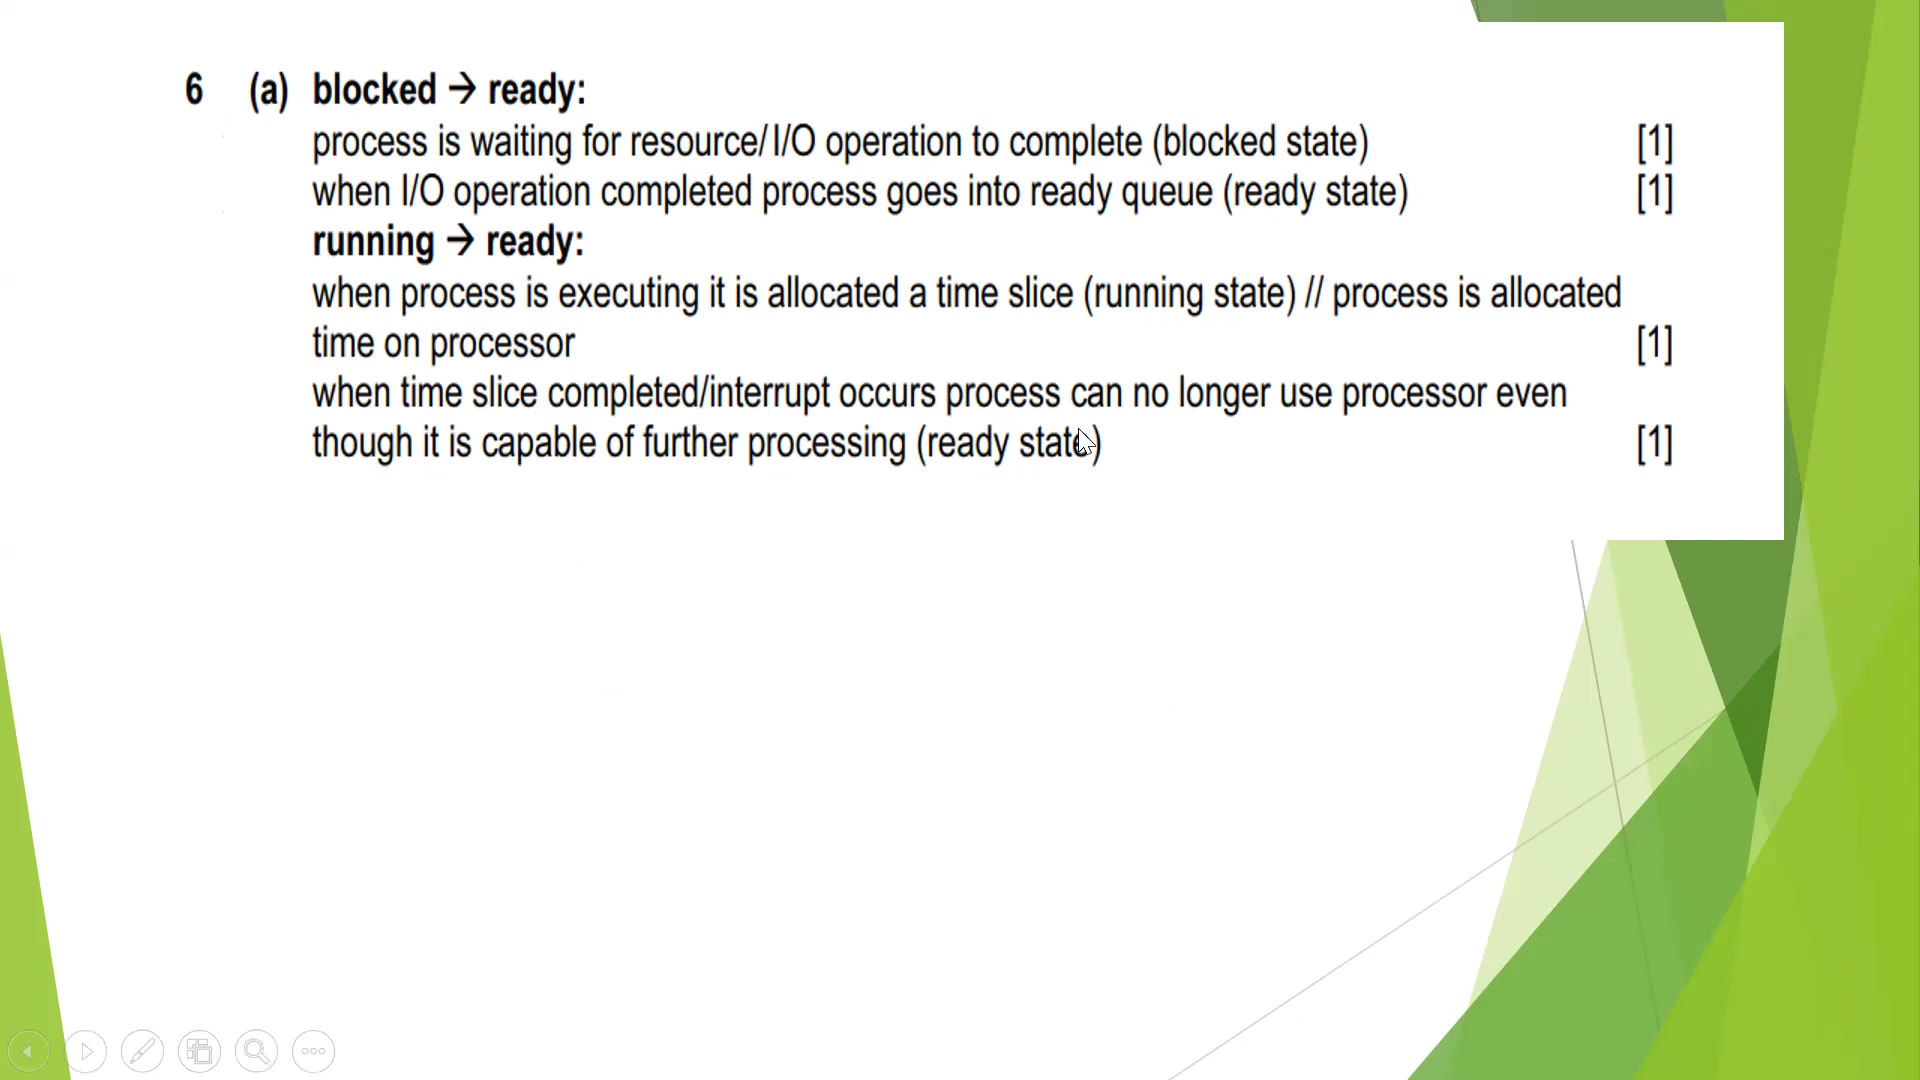 6 (a) blocked → ready:
process is waiting for resource/I/O operation to complete (blocked state) [1]
when I/O operation completed process goes into ready queue (ready state) [1]
running → ready:
when process is executing it is allocated a time slice (running state) // process is allocated
time on processor [1]
when time slice completed/interrupt occurs process can no longer use processor even
though it is capable of further processing (ready state) [1]